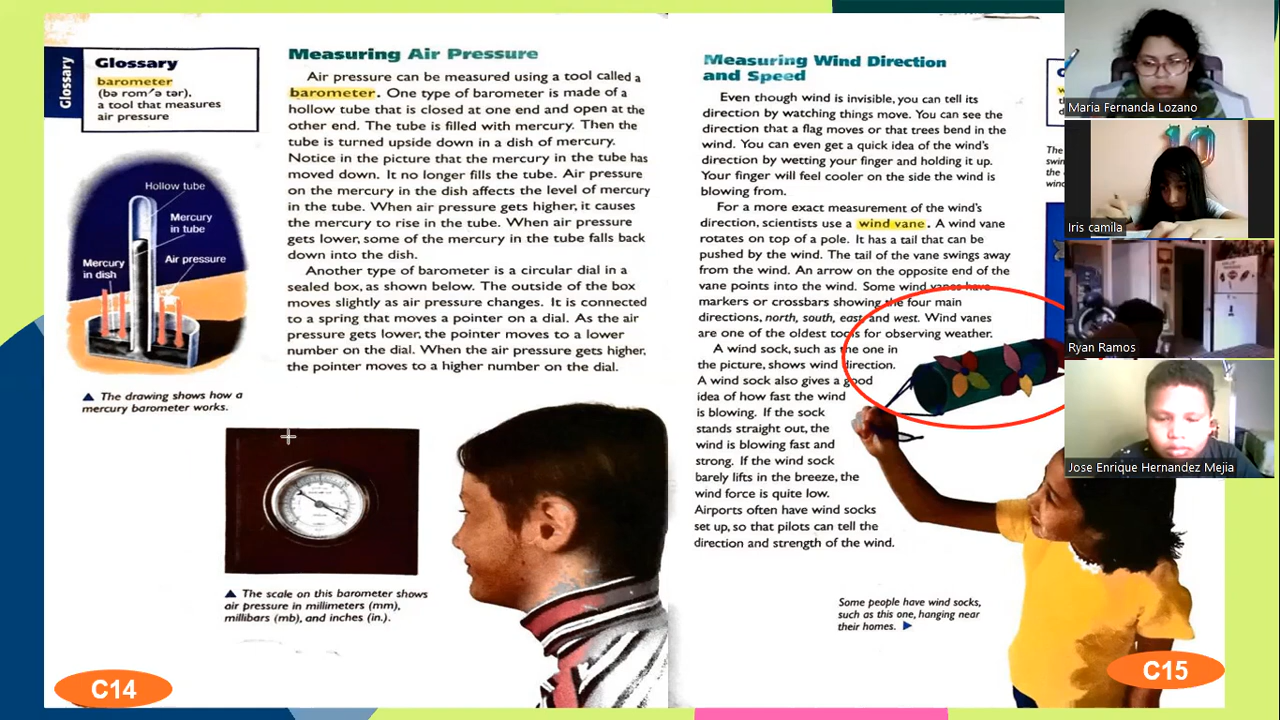 Glossary
Glossary
barometer
(bə rom′ə tər),
a tool that measures
air pressure
Hollow tube
Mercury
in tube
Mercury
in dish
Air pressure
▲ The drawing shows how a
mercury barometer works.
Measuring Air Pressure
Air pressure can be measured using a tool called a
barometer. One type of barometer is made of a
hollow tube that is closed at one end and open at the
other end. The tube is filled with mercury. Then the
tube is turned upside down in a dish of mercury.
Notice in the picture that the mercury in the tube has
moved down. It no longer fills the tube. Air pressure
on the mercury in the dish affects the level of mercury
in the tube. When air pressure gets higher, it causes
the mercury to rise in the tube. When air pressure
gets lower, some of the mercury in the tube falls back
down into the dish.
Another type of barometer is a circular dial in a
sealed box, as shown below. The outside of the box
moves slightly as air pressure changes. It is connected
to a spring that moves a pointer on a dial. As the air
pressure gets lower, the pointer moves to a lower
number on the dial. When the air pressure gets higher,
the pointer moves to a higher number on the dial.
▲ The scale on this barometer shows
air pressure in millimeters (mm),
millibars (mb), and inches (in.).
C14
Measuring Wind Direction
and Speed
Even though wind is invisible, you can tell its
direction by watching things move. You can see the
direction that a flag moves or that trees bend in the
wind. You can even get a quick idea of the wind's
direction by wetting your finger and holding it up.
Your finger will feel cooler on the side the wind is
blowing from.
For a more exact measurement of the wind's
direction, scientists use a wind vane. A wind vane
rotates on top of a pole. It has a tail that can be
pushed by the wind. The tail of the vane swings away
from the wind. An arrow on the opposite end of the
vane points into the wind. Some wind vanes have
markers or crossbars showing the four main
directions, north, south, east, and west. Wind vanes
are one of the oldest tools for observing weather.
A wind sock, such as the one in
the picture, shows wind direction.
A wind sock also gives a good
idea of how fast the wind
is blowing. If the sock
stands straight out, the
wind is blowing fast and
strong. If the wind sock
barely lifts in the breeze, the
wind force is quite low.
Airports often have wind socks
set up, so that pilots can tell the
direction and strength of the wind.
Some people have wind socks,
such as this one, hanging near
their homes. ▶
C15
Maria Fernanda Lozano
10
Iris camila
Ryan Ramos
Jose Enrique Hernandez Mejia